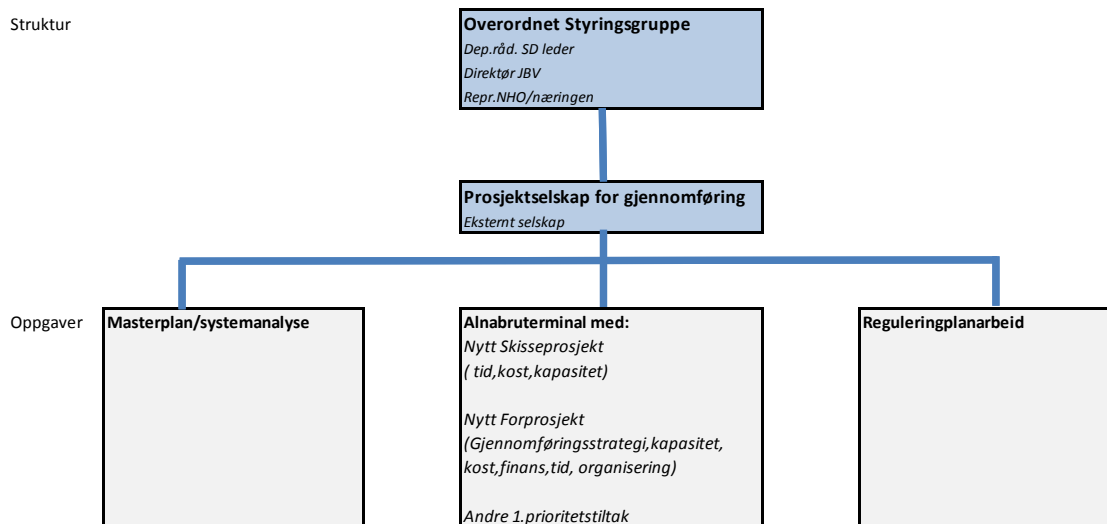 Struktur
Overordnet Styringsgruppe
Dep.råd. SD leder
Direktør JBV
Repr.NHO/næringen
Prosjektselskap for gjennomføring
Eksternt selskap
Oppgaver
Masterplan/systemanalyse
Alnabruterminal med:
Nytt Skisseprosjekt
( tid,kost,kapasitet)
Nytt Forprosjekt
(Gjennomføringsstrategi,kapasitet,
kost,finans,tid, organisering)
Andre 1.prioritetstiltak
Reguleringplanarbeid